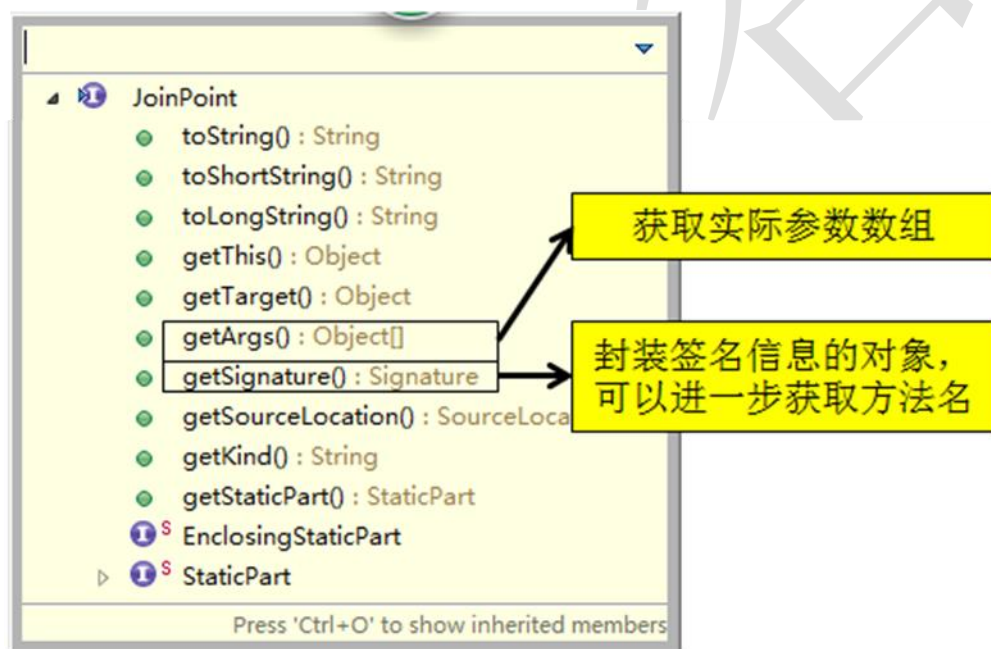 JoinPoint
toString() : String
toShortString() : String
toLongString() : String
获取实际参数数组
getThis() : Object
getTarget() : Object
getArgs() : Object[]
封装签名信息的对象，
可以进一步获取方法名
getSignature() : Signature
getSourceLocation() : SourceLoca
getKind() : String
getStaticPart() : StaticPart
S EnclosingStaticPart
S StaticPart
Press 'Ctrl+O' to show inherited members